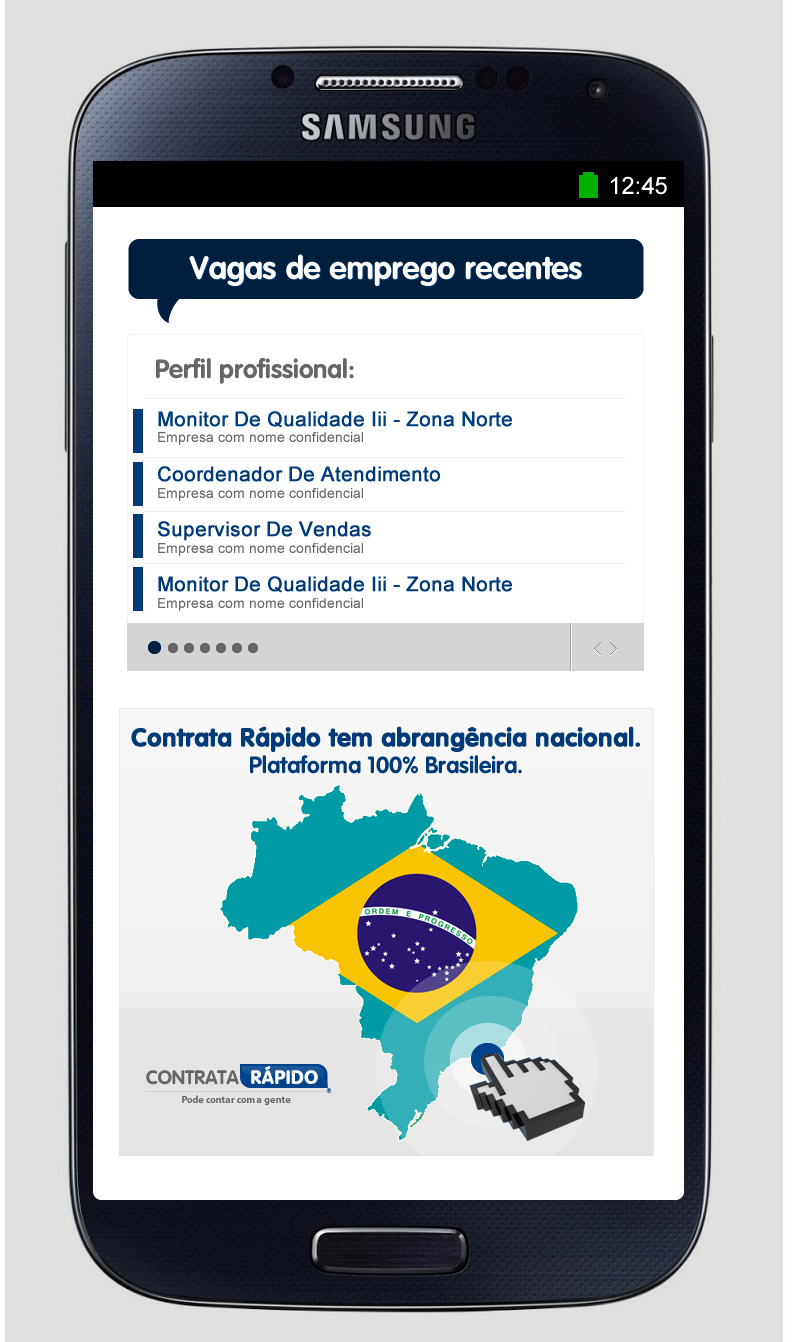 SAMSUNG
12:45
Vagas de emprego recentes
Perfil profissional:
Monitor De Qualidade Iii - Zona Norte
Empresa com nome confidencial
Coordenador De Atendimento
Empresa com nome confidencial
Supervisor De Vendas
Empresa com nome confidencial
Monitor De Qualidade Iii - Zona Norte
Empresa com nome confidencial
Contrata Rápido tem abrangência nacional.
Plataforma 100% Brasileira.
ORDEM E PROGRESSO
CONTRATA RÁPIDO®
Pode contar com a gente